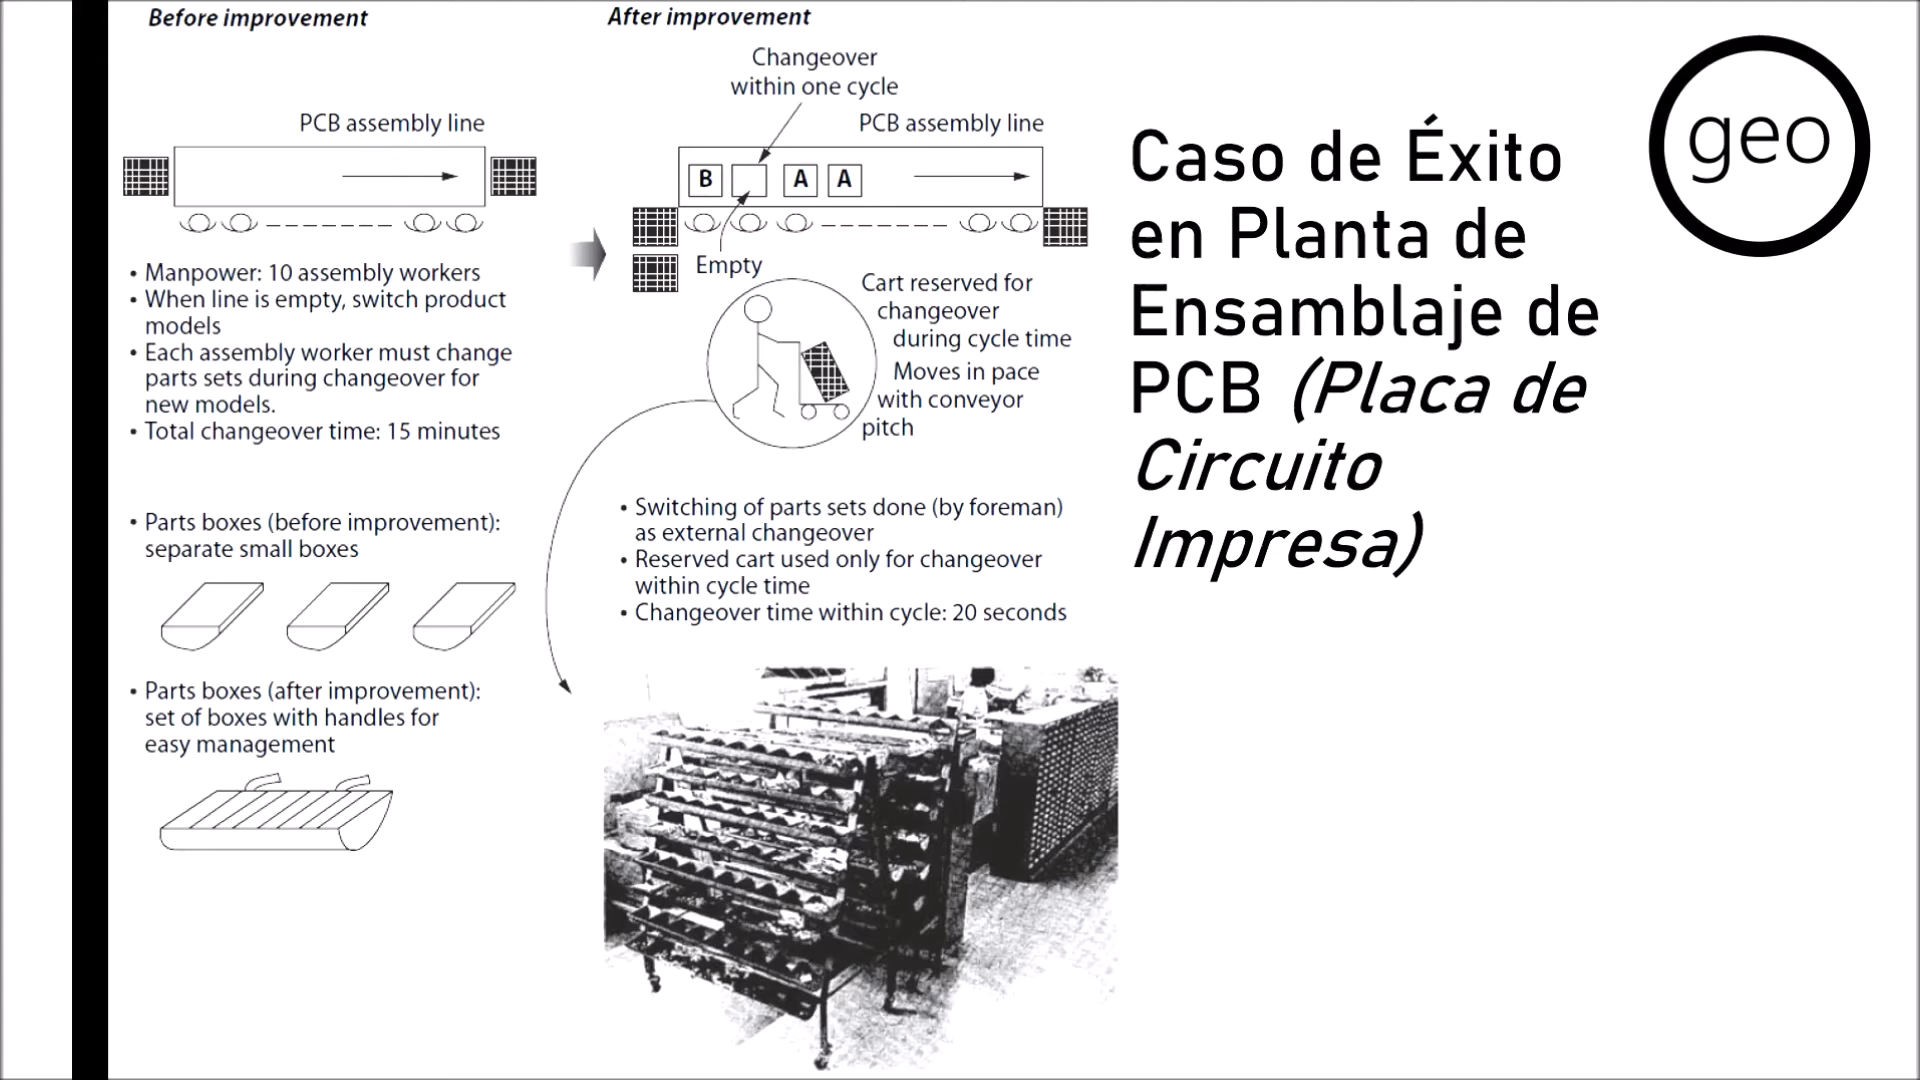 Before improvement
PCB assembly line
• Manpower: 10 assembly workers
• When line is empty, switch product
models
• Each assembly worker must change
parts sets during changeover for
new models.
• Total changeover time: 15 minutes
• Parts boxes (before improvement):
separate small boxes
• Parts boxes (after improvement):
set of boxes with handles for
easy management
After improvement
Changeover
within one cycle
PCB assembly line
B A A
Empty
Cart reserved for
changeover
during cycle time
Moves in pace
with conveyor
pitch
• Switching of parts sets done (by foreman)
as external changeover
• Reserved cart used only for changeover
within cycle time
• Changeover time within cycle: 20 seconds
Caso de Éxito
en Planta de
Ensamblaje de
PCB (Placa de
Circuito
Impresa)
geo